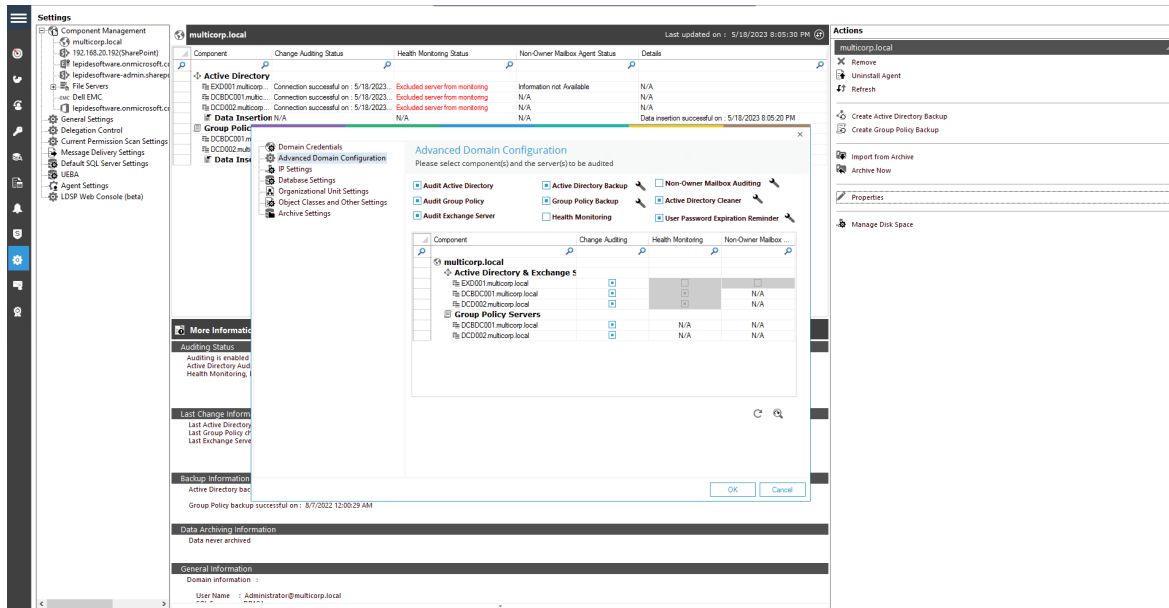 Settings
Component Management
multicorp.local
192.168.20.192(SharePoint)
lepidesoftware.onmicrosoft.cc
lepidesoftware-admin.sharep
File Servers
EMC Dell EMC
lepidesoftware.onmicrosoft.cc
General Settings
Delegation Control
Current Permission Scan Settings
Message Delivery Settings
Default SQL Server Settings
UEBA
Agent Settings
LDSP Web Console (beta)
multicorp.local
Last updated on : 5/18/2023 8:05:30 PM
Component Change Auditing Status Health Monitoring Status Non-Owner Mailbox Agent Status Details
Active Directory
EXD001.multicorp... Connection successful on : 5/18/2023... Excluded server from monitoring Information not Available N/A
DCBDC001.multic... Connection successful on : 5/18/2023... Excluded server from monitoring N/A N/A
DCD002.multicorp... Connection successful on : 5/18/2023... Excluded server from monitoring N/A N/A
Data Insertion N/A N/A N/A Data insertion successful on : 5/18/2023 8:05:20 PM
Group Polic
DCBDC001.m
DCD002.multi
Data Inse
More Informatic
Auditing Status
Auditing is enabled
Active Directory Aud
Health Monitoring,
Last Change Inform
Last Active Directory
Last Group Policy ch
Last Exchange Serve
Backup Information
Active Directory bac
Group Policy backup successful on : 8/7/2022 12:00:29 AM
Data Archiving Information
Data never archived
General Information
Domain information :
User Name : Administrator@multicorp.local
Domain Credentials
Advanced Domain Configuration
IP Settings
Database Settings
Organizational Unit Settings
Object Classes and Other Settings
Archive Settings
Advanced Domain Configuration
Please select component(s) and the server(s) to be audited
Audit Active Directory Active Directory Backup Non-Owner Mailbox Auditing
Audit Group Policy Group Policy Backup Active Directory Cleaner
Audit Exchange Server Health Monitoring User Password Expiration Reminder
Component Change Auditing Health Monitoring Non-Owner Mailbox ...
multicorp.local
Active Directory & Exchange S
EXD001.multicorp.local
DCBDC001.multicorp.local N/A
DCD002.multicorp.local N/A
Group Policy Servers
DCBDC001.multicorp.local N/A N/A
DCD002.multicorp.local N/A N/A
OK Cancel
Actions
multicorp.local
Remove
Uninstall Agent
Refresh
Create Active Directory Backup
Create Group Policy Backup
Import from Archive
Archive Now
Properties
Manage Disk Space